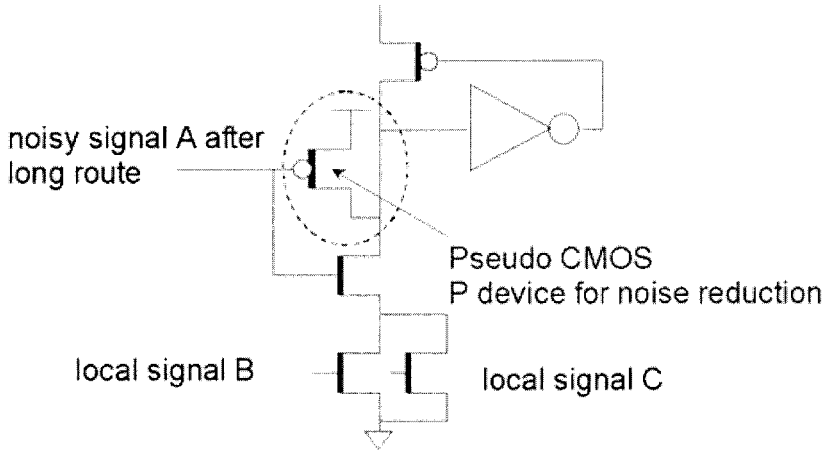 noisy signal A after
long route
Pseudo CMOS
P device for noise reduction
local signal B
local signal C